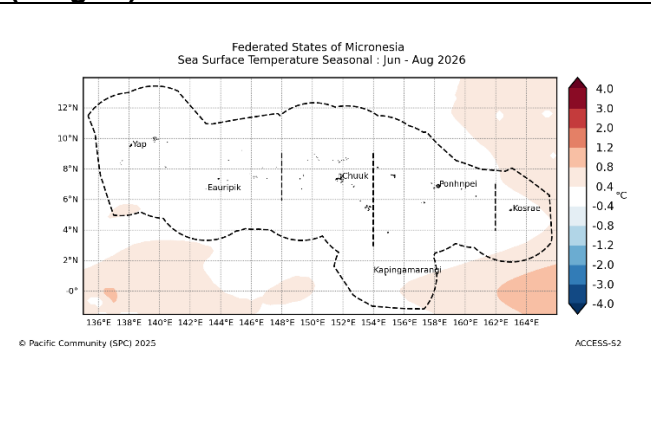 Federated States of Micronesia
Sea Surface Temperature Seasonal : Jun - Aug 2026
12°N
10°N
8°N
6°N
4°N
2°N
-0°
Yap
Eauripik
Chuuk
Ponhnpei
Kosrae
Kapingamarangi
136°E 138°E 140°E 142°E 144°E 146°E 148°E 150°E 152°E 154°E 156°E 158°E 160°E 162°E 164°E
4.0
3.0
2.0
1.2
0.8
0.4
-0.4
-0.8
-1.2
-2.0
-3.0
-4.0
°C
© Pacific Community (SPC) 2025
ACCESS-S2